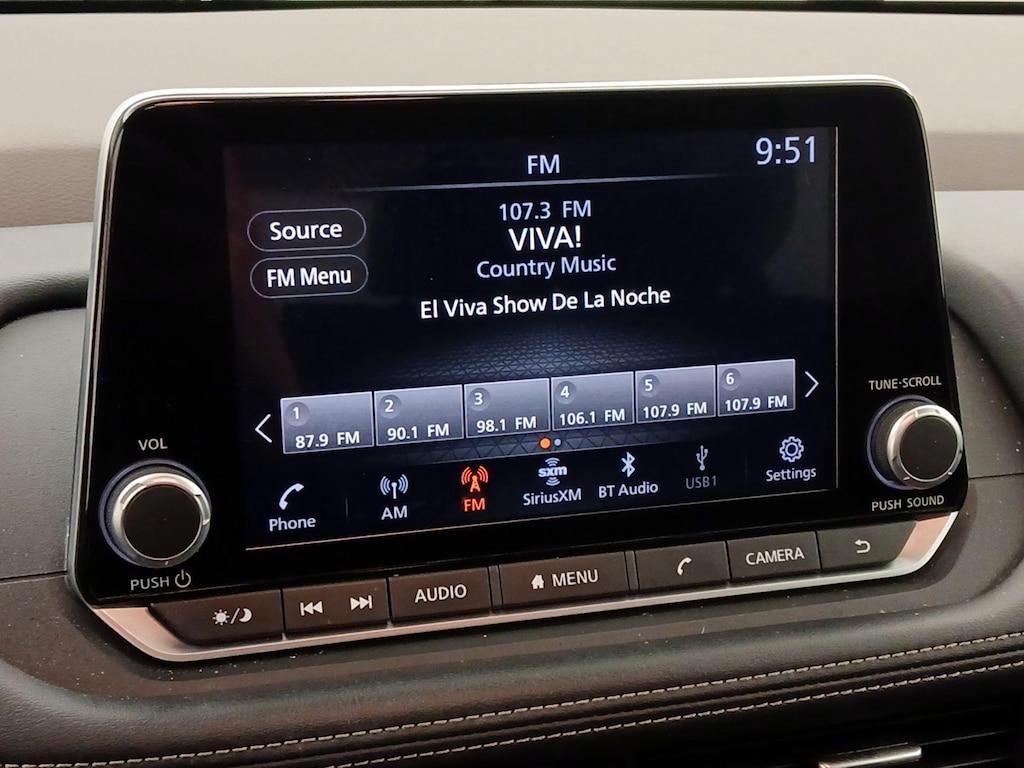 FM
9:51
Source
FM Menu
107.3 FM
VIVA!
Country Music
El Viva Show De La Noche
1
87.9 FM
2
90.1 FM
3
98.1 FM
4
106.1 FM
5
107.9 FM
6
107.9 FM
Phone
AM
FM
sxm
SiriusXM
BT Audio
USB1
Settings
VOL
PUSH
TUNE·SCROLL
PUSH SOUND
AUDIO
MENU
CAMERA